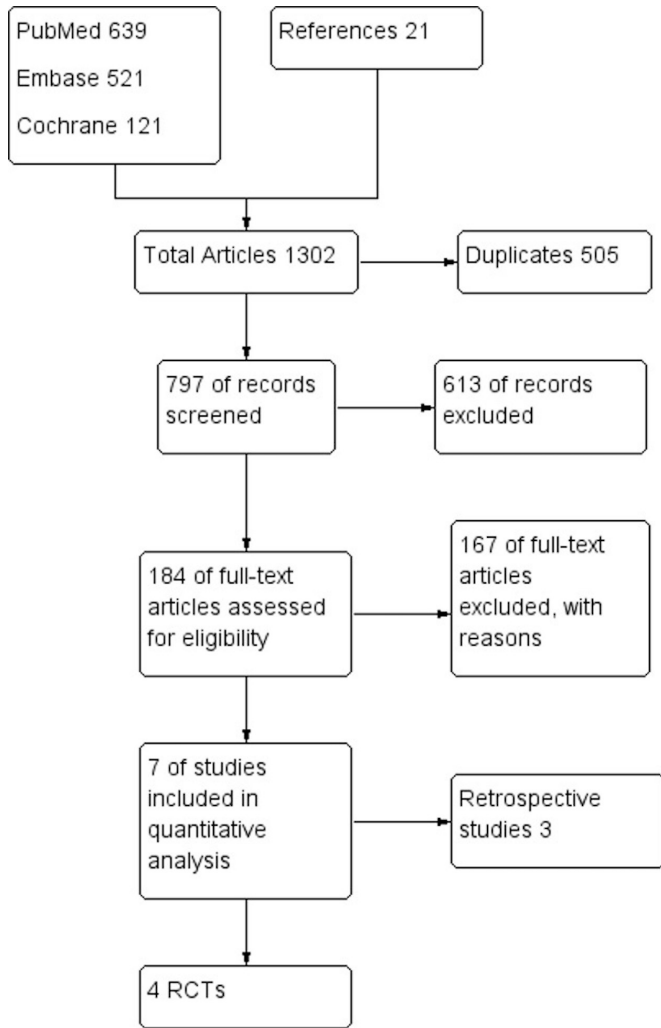 PubMed 639
Embase 521
Cochrane 121
References 21
Total Articles 1302
Duplicates 505
797 of records
screened
613 of records
excluded
184 of full-text
articles assessed
for eligibility
167 of full-text
articles
excluded, with
reasons
7 of studies
included in
quantitative
analysis
Retrospective
studies 3
4 RCTs